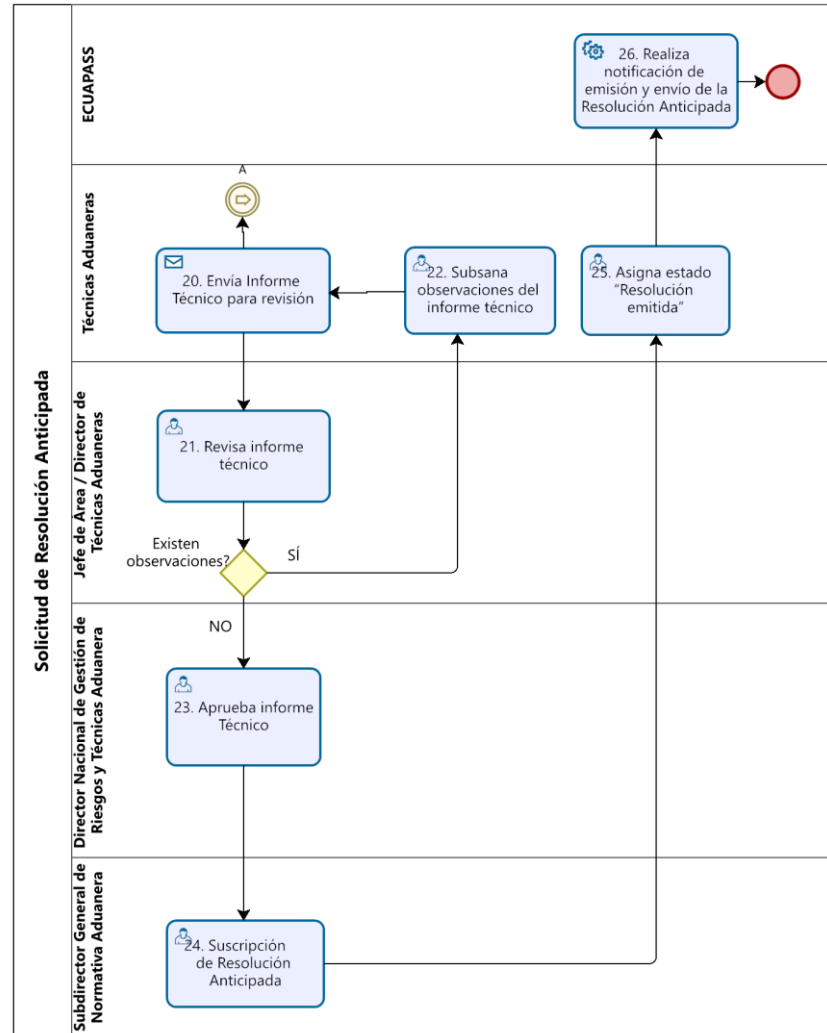 Solicitud de Resolución Anticipada
ECUAPASS
26. Realiza
notificación de
emisión y envío de la
Resolución Anticipada
Técnicas Aduaneras
A
20. Envía Informe
Técnico para revisión
22. Subsana
observaciones del
informe técnico
25. Asigna estado
“Resolución
emitida”
Jefe de Area / Director de
Técnicas Aduaneras
21. Revisa informe
técnico
Existen
observaciones?
SÍ
NO
Director Nacional de Gestión de
Riesgos y Técnicas Aduanera
23. Aprueba informe
Técnico
Subdirector General de
Normativa Aduanera
24. Suscripción
de Resolución
Anticipada